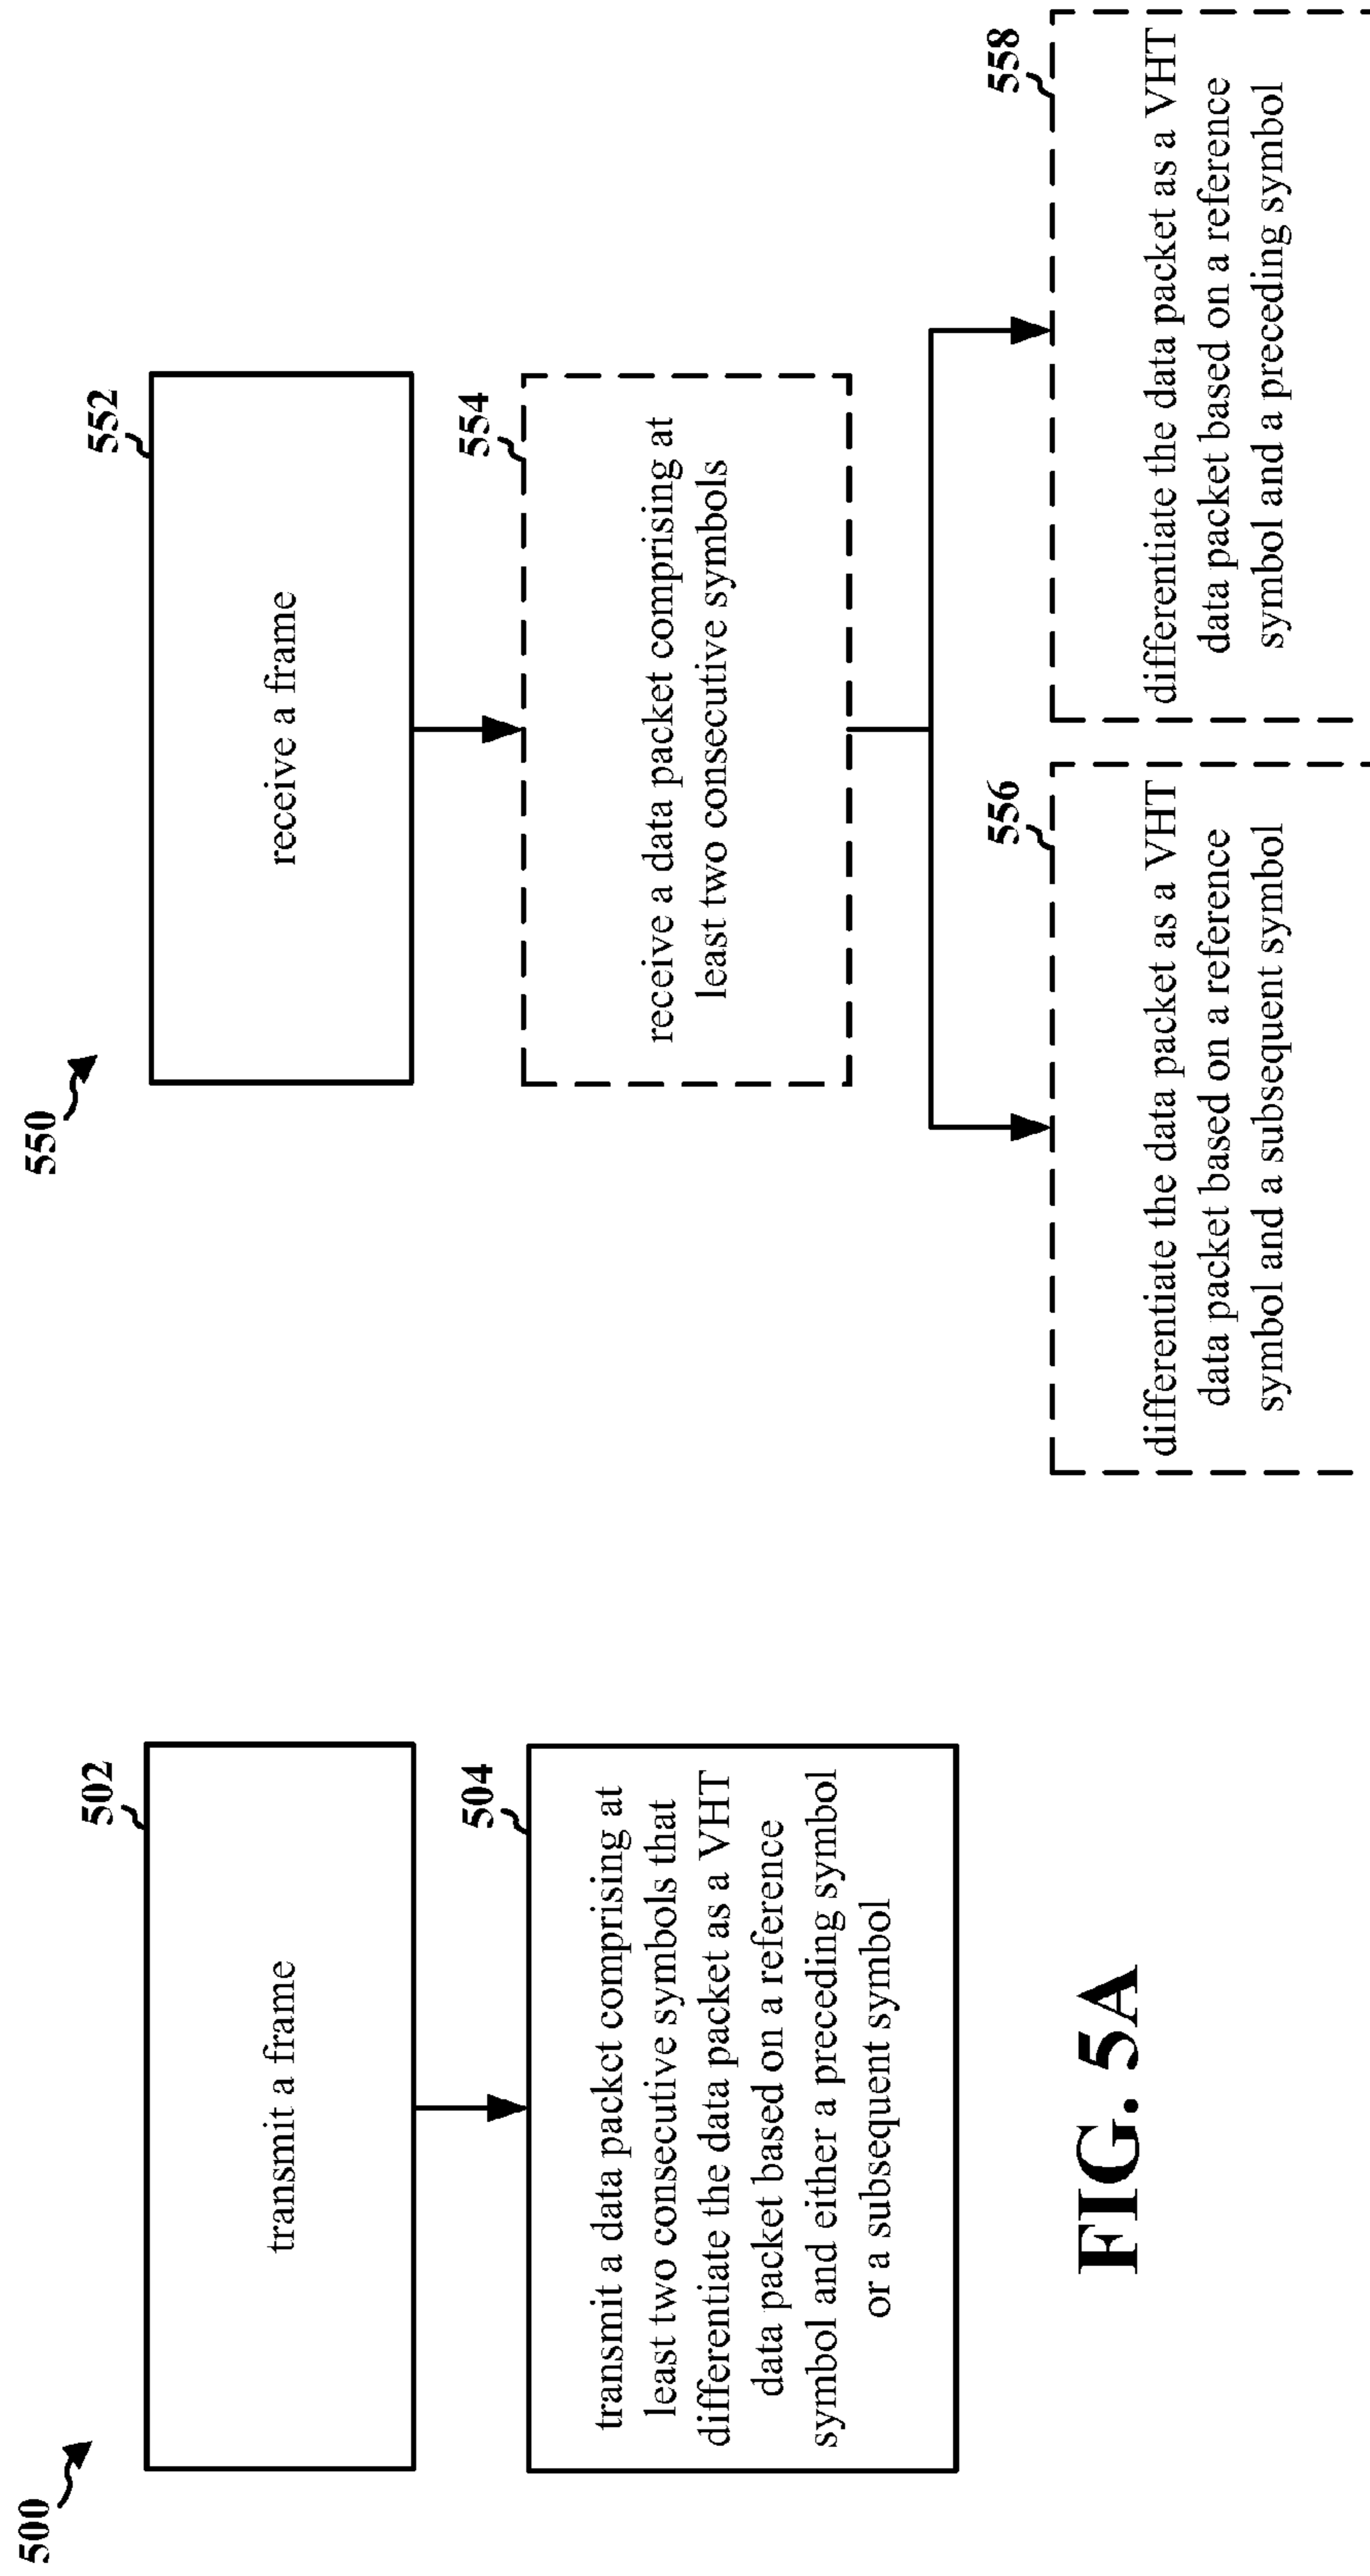 500
502
transmit a frame
504
transmit a data packet comprising at
least two consecutive symbols that
differentiate the data packet as a VHT
data packet based on a reference
symbol and either a preceding symbol
or a subsequent symbol
FIG. 5A
550
552
receive a frame
554
receive a data packet comprising at
least two consecutive symbols
556
differentiate the data packet as a VHT
data packet based on a reference
symbol and a subsequent symbol
558
differentiate the data packet as a VHT
data packet based on a reference
symbol and a preceding symbol